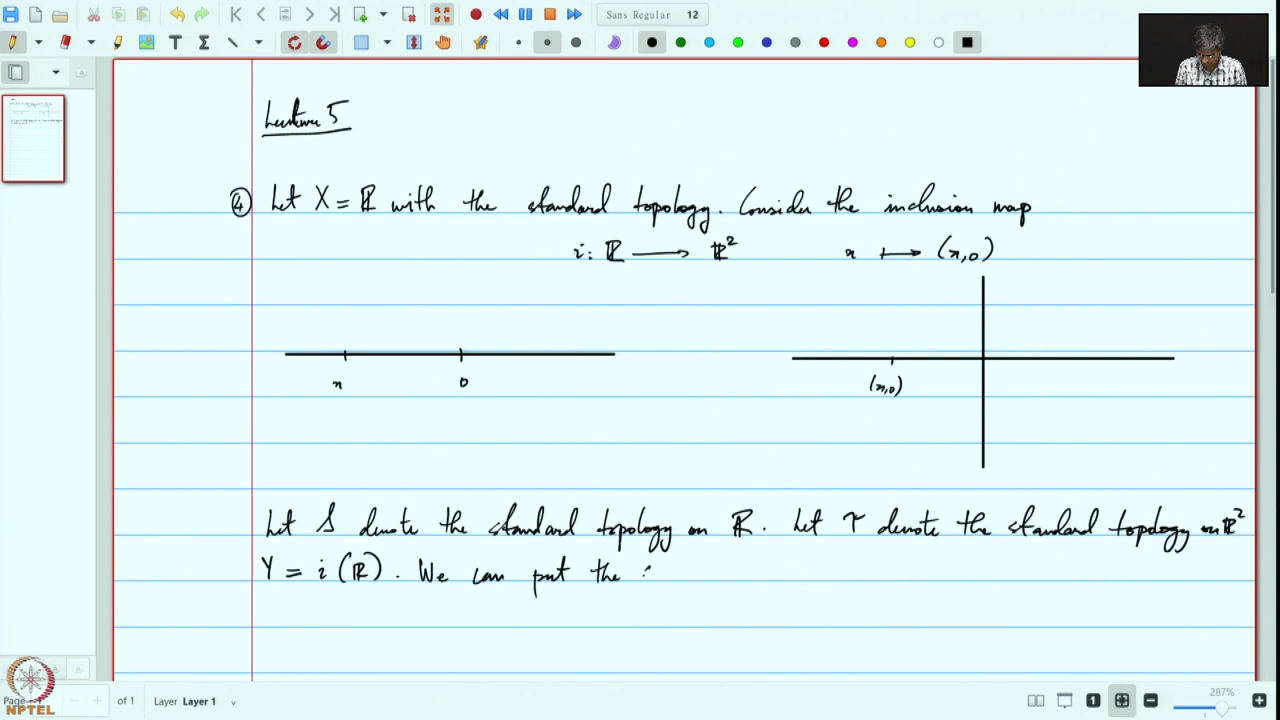 Sans Regular 12
Lecture 5
④ Let X = ℝ with the standard topology. Consider the inclusion map
i: ℝ ⟶ ℝ² x ⟼ (x,0)
x 0
(x,0)
Let S denote the standard topology on ℝ. Let τ denote the standard topology on ℝ²
Y = i(ℝ). We can put the
NPTEL
Page
of 1 Layer Layer 1
287%